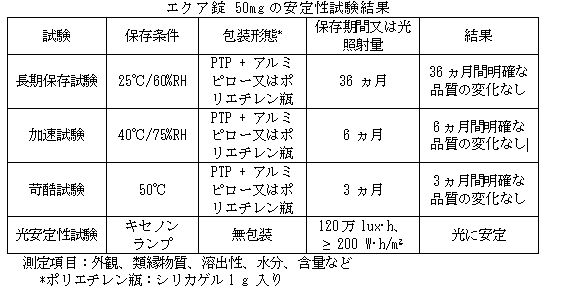 エクア錠 50mgの安定性試験結果
試験 保存条件 包装形態* 保存期間又は光照射量 結果
長期保存試験 25℃/60%RH PTP + アルミピロー又はポリエチレン瓶 36 ヵ月 36ヵ月間明確な品質の変化なし
加速試験 40℃/75%RH PTP + アルミピロー又はポリエチレン瓶 6ヵ月 6ヵ月間明確な品質の変化なし
苛酷試験 50℃ PTP + アルミピロー又はポリエチレン瓶 3ヵ月 3ヵ月間明確な品質の変化なし
光安定性試験 キセノンランプ 無包装 120万 lux·h、≥ 200 W·h/m² 光に安定
測定項目：外観、類縁物質、溶出性、水分、含量など
*ポリエチレン瓶：シリカゲル1ｇ入り